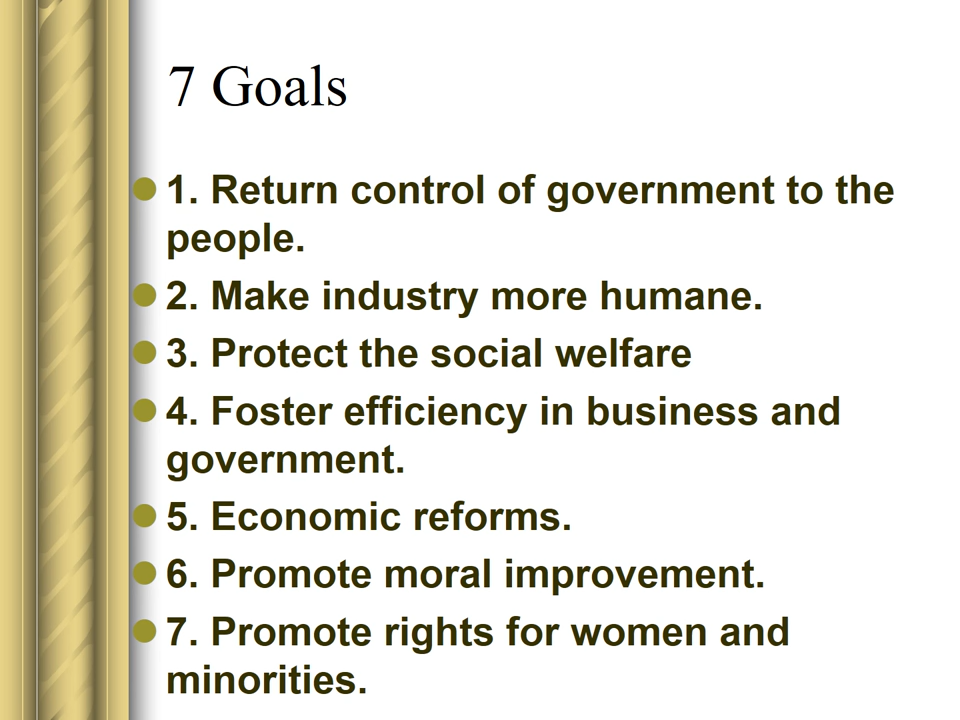 7 Goals
1. Return control of government to the
people.
2. Make industry more humane.
3. Protect the social welfare
4. Foster efficiency in business and
government.
5. Economic reforms.
6. Promote moral improvement.
7. Promote rights for women and
minorities.